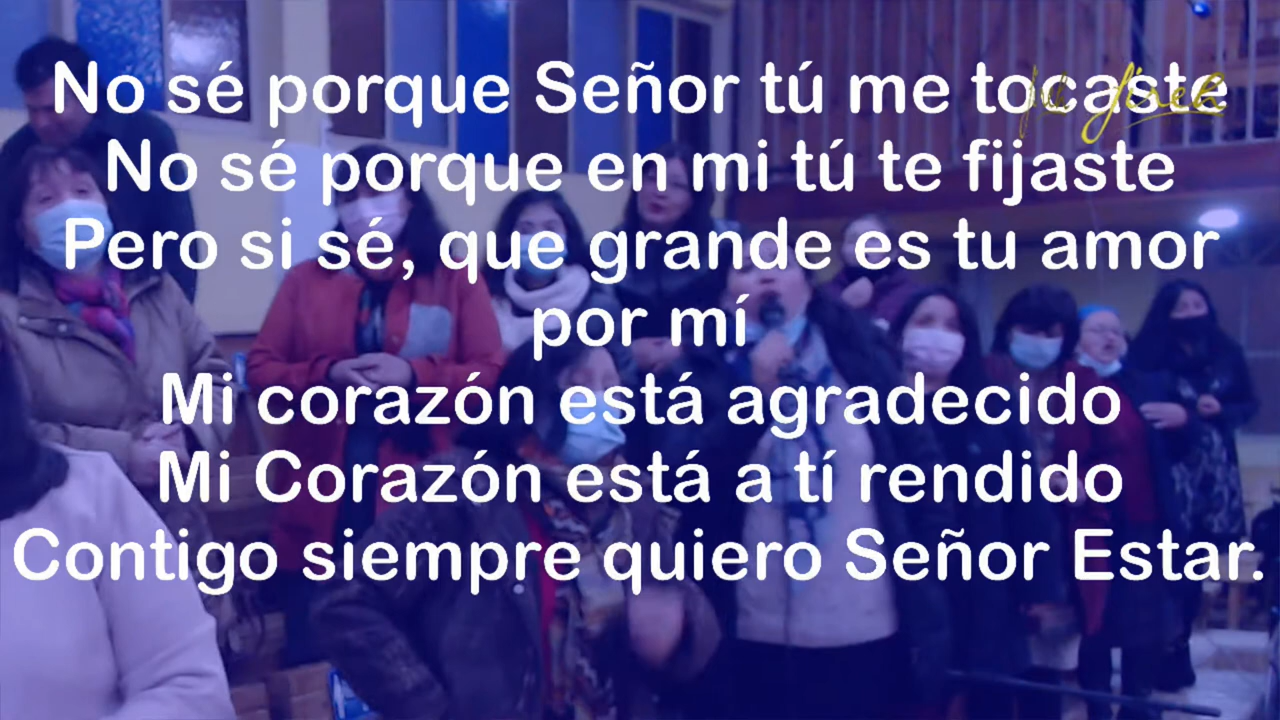 No sé porque Señor tú me tocaste
No sé porque en mi tú te fijaste
Pero si sé, que grande es tu amor
por mí
Mi corazón está agradecido
Mi Corazón está a tí rendido
Contigo siempre quiero Señor Estar.